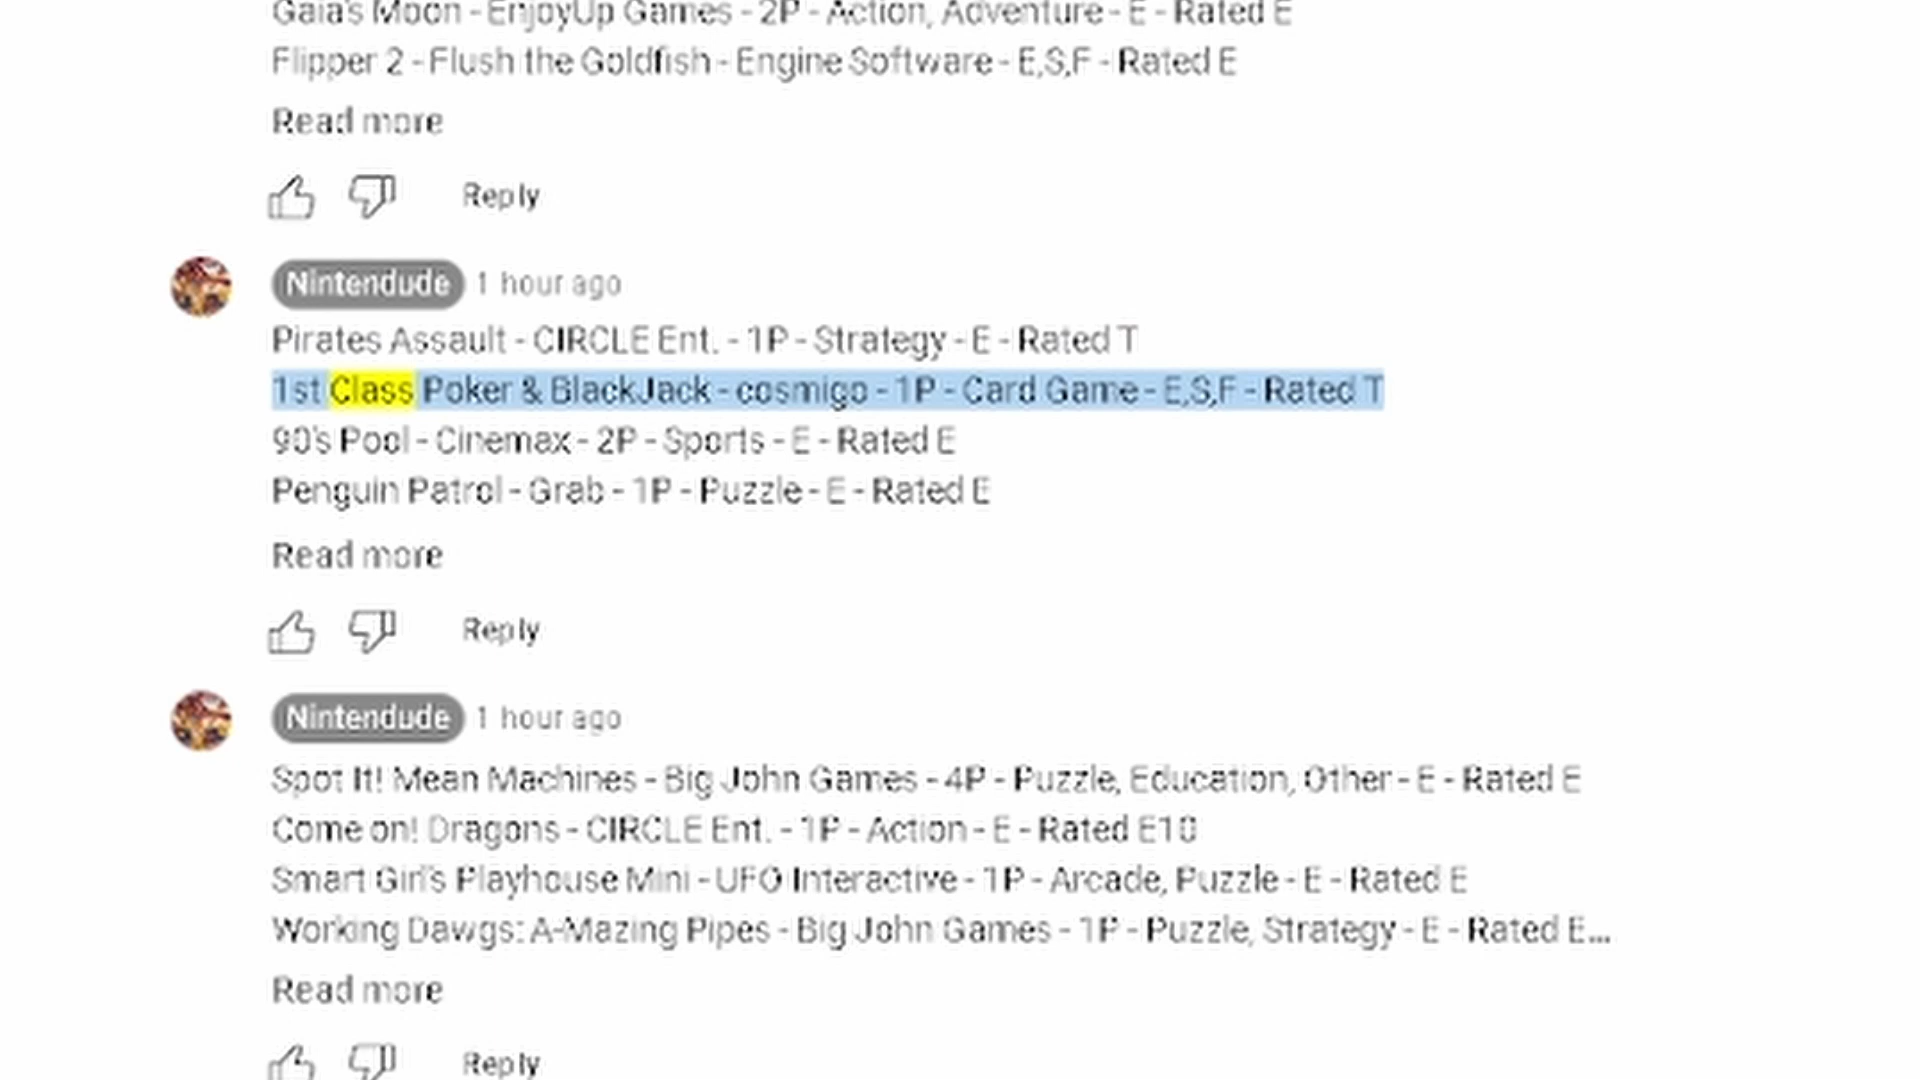 Gaia's Moon - EnjoyUp Games - 2P - Action, Adventure - E - Rated E
Flipper 2 - Flush the Goldfish - Engine Software - E,S,F - Rated E
Read more
Reply
Nintendude 1 hour ago
Pirates Assault - CIRCLE Ent. - 1P - Strategy - E - Rated T
1st Class Poker & BlackJack - cosmigo - 1P - Card Game - E,S,F - Rated T
90's Pool - Cinemax - 2P - Sports - E - Rated E
Penguin Patrol - Grab - 1P - Puzzle - E - Rated E
Read more
Reply
Nintendude 1 hour ago
Spot It! Mean Machines - Big John Games - 4P - Puzzle, Education, Other - E - Rated E
Come on! Dragons - CIRCLE Ent. - 1P - Action - E - Rated E10
Smart Girl's Playhouse Mini - UFO Interactive - 1P - Arcade, Puzzle - E - Rated E
Working Dawgs: A-Mazing Pipes - Big John Games - 1P - Puzzle, Strategy - E - Rated E...
Read more
Reply